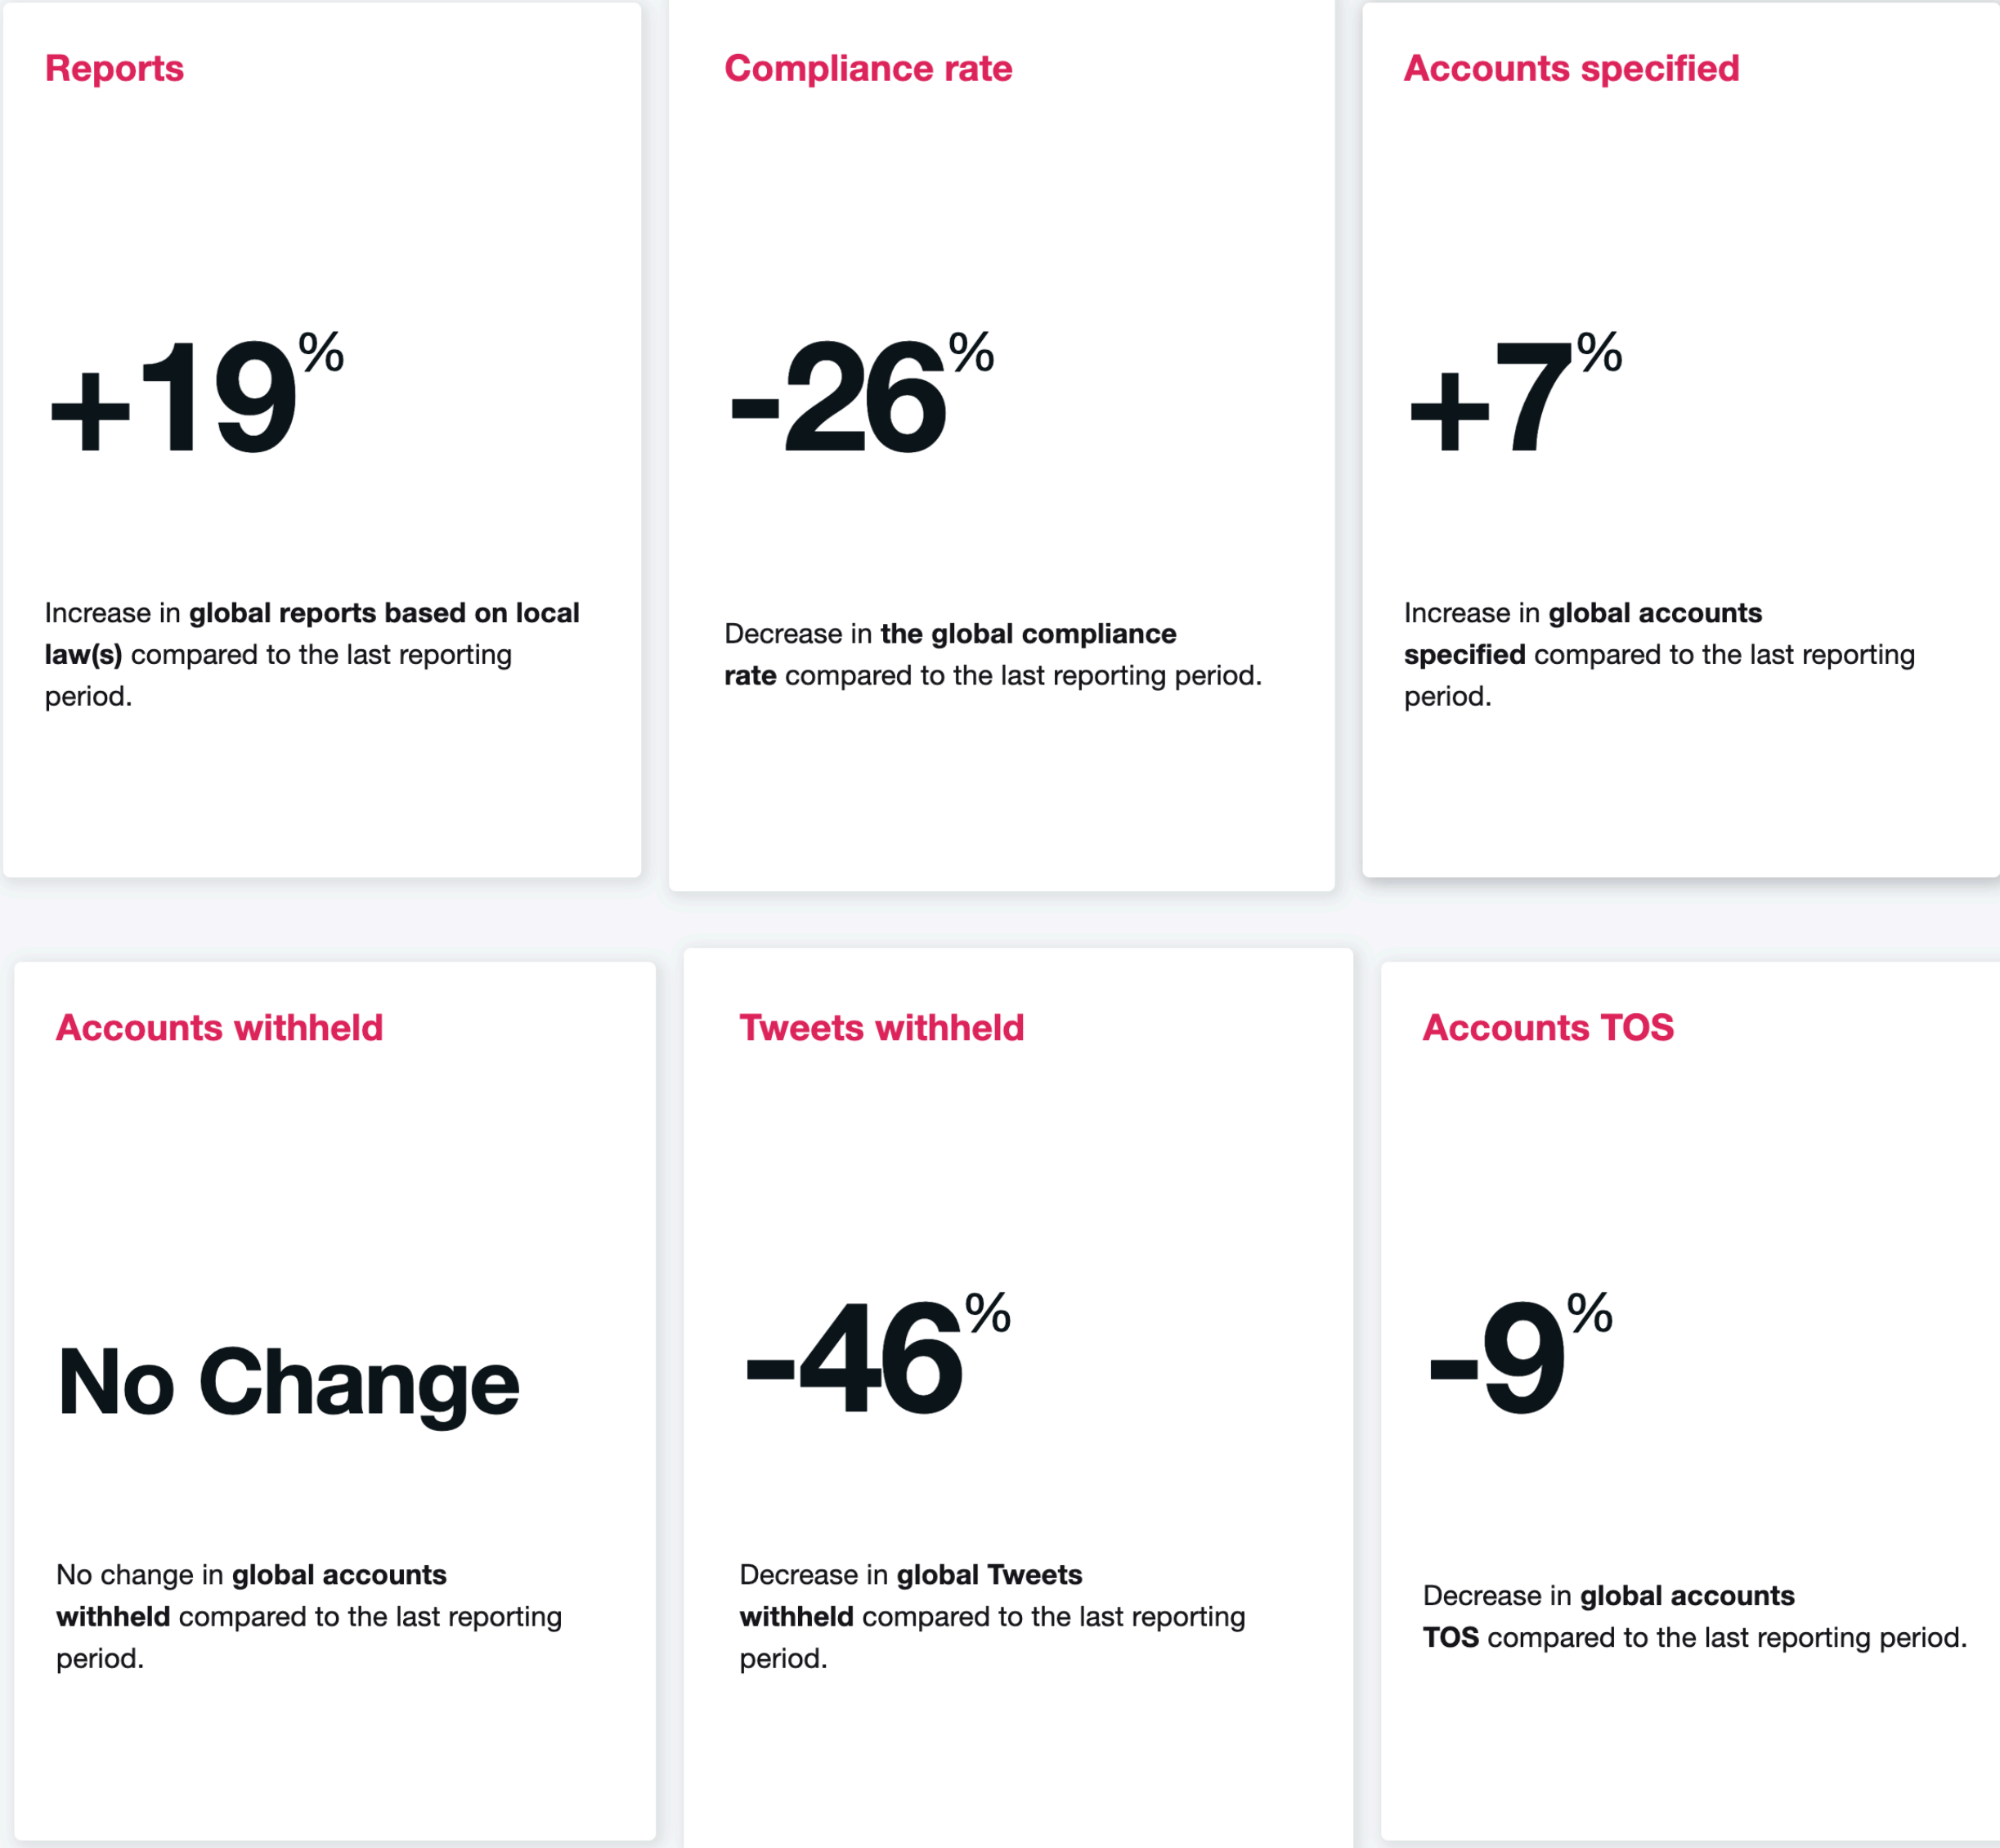 Reports
+19%
Increase in global reports based on local
law(s) compared to the last reporting
period.
Compliance rate
-26%
Decrease in the global compliance
rate compared to the last reporting period.
Accounts specified
+7%
Increase in global accounts
specified compared to the last reporting
period.
Accounts withheld
No Change
No change in global accounts
withheld compared to the last reporting
period.
Tweets withheld
-46%
Decrease in global Tweets
withheld compared to the last reporting
period.
Accounts TOS
-9%
Decrease in global accounts
TOS compared to the last reporting period.